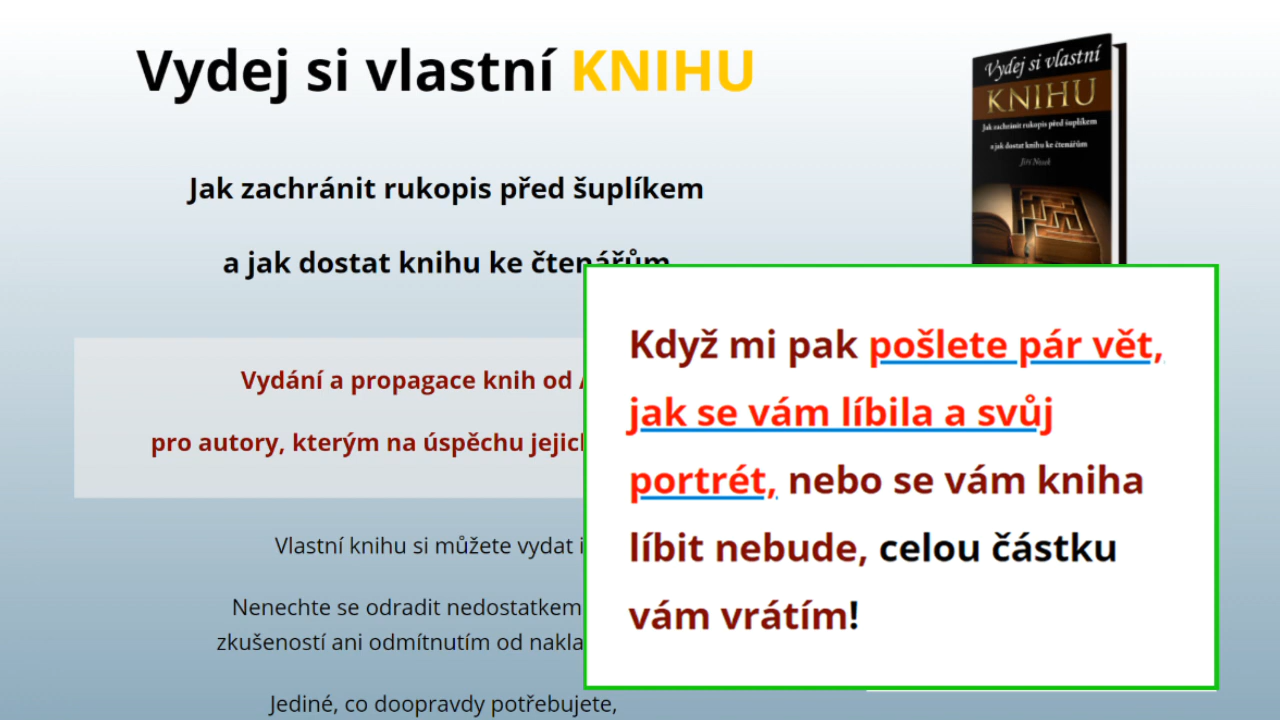 Vydej si vlastní KNIHU
Jak zachránit rukopis před šuplíkem
a jak dostat knihu ke čtenářům
Vydání a propagace knih od
pro autory, kterým na úspěchu
Vlastní knihu si můžete vydat
Nenechte se odradit nedostatkem
zkušeností ani odmítnutím od
Jediné, co doopravdy potřebujete,
Vydej si vlastní
KNIHU
Jak zachránit rukopis před šuplíkem
a jak dostat knihu ke čtenářům
Když mi pak pošlete pár vět,
jak se vám líbila a svůj
portrét, nebo se vám kniha
líbit nebude, celou částku
vám vrátím!